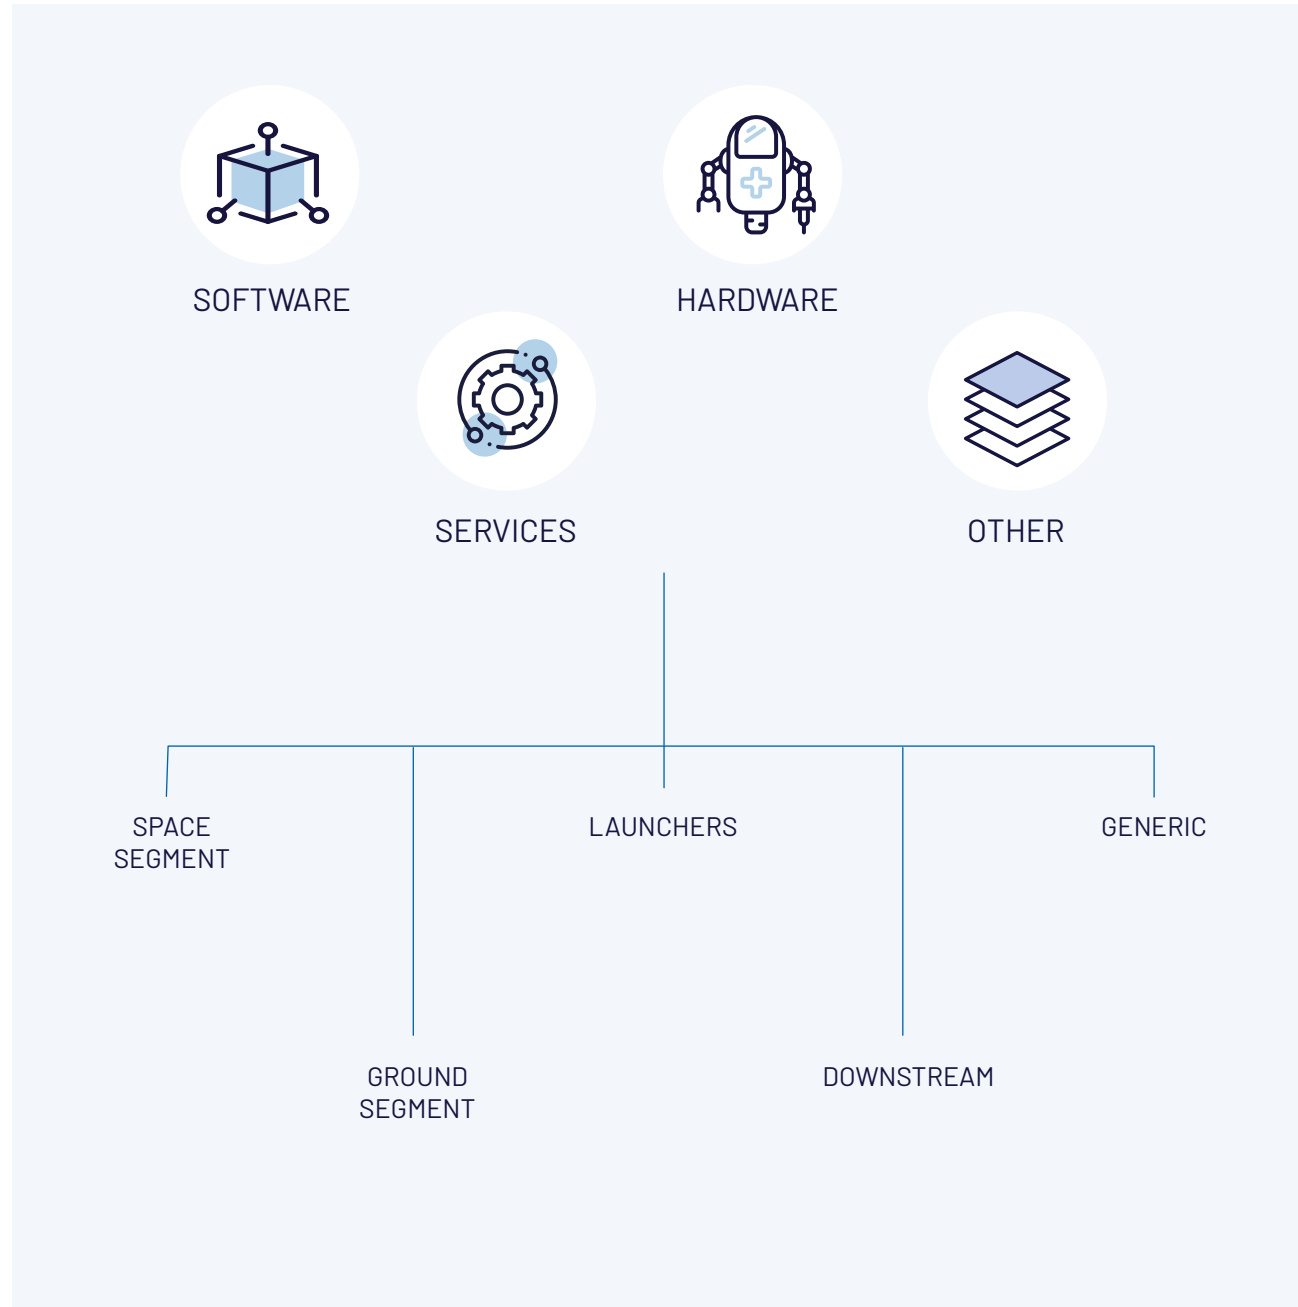 SOFTWARE
HARDWARE
SERVICES
OTHER
SPACE
SEGMENT
LAUNCHERS
GENERIC
GROUND
SEGMENT
DOWNSTREAM